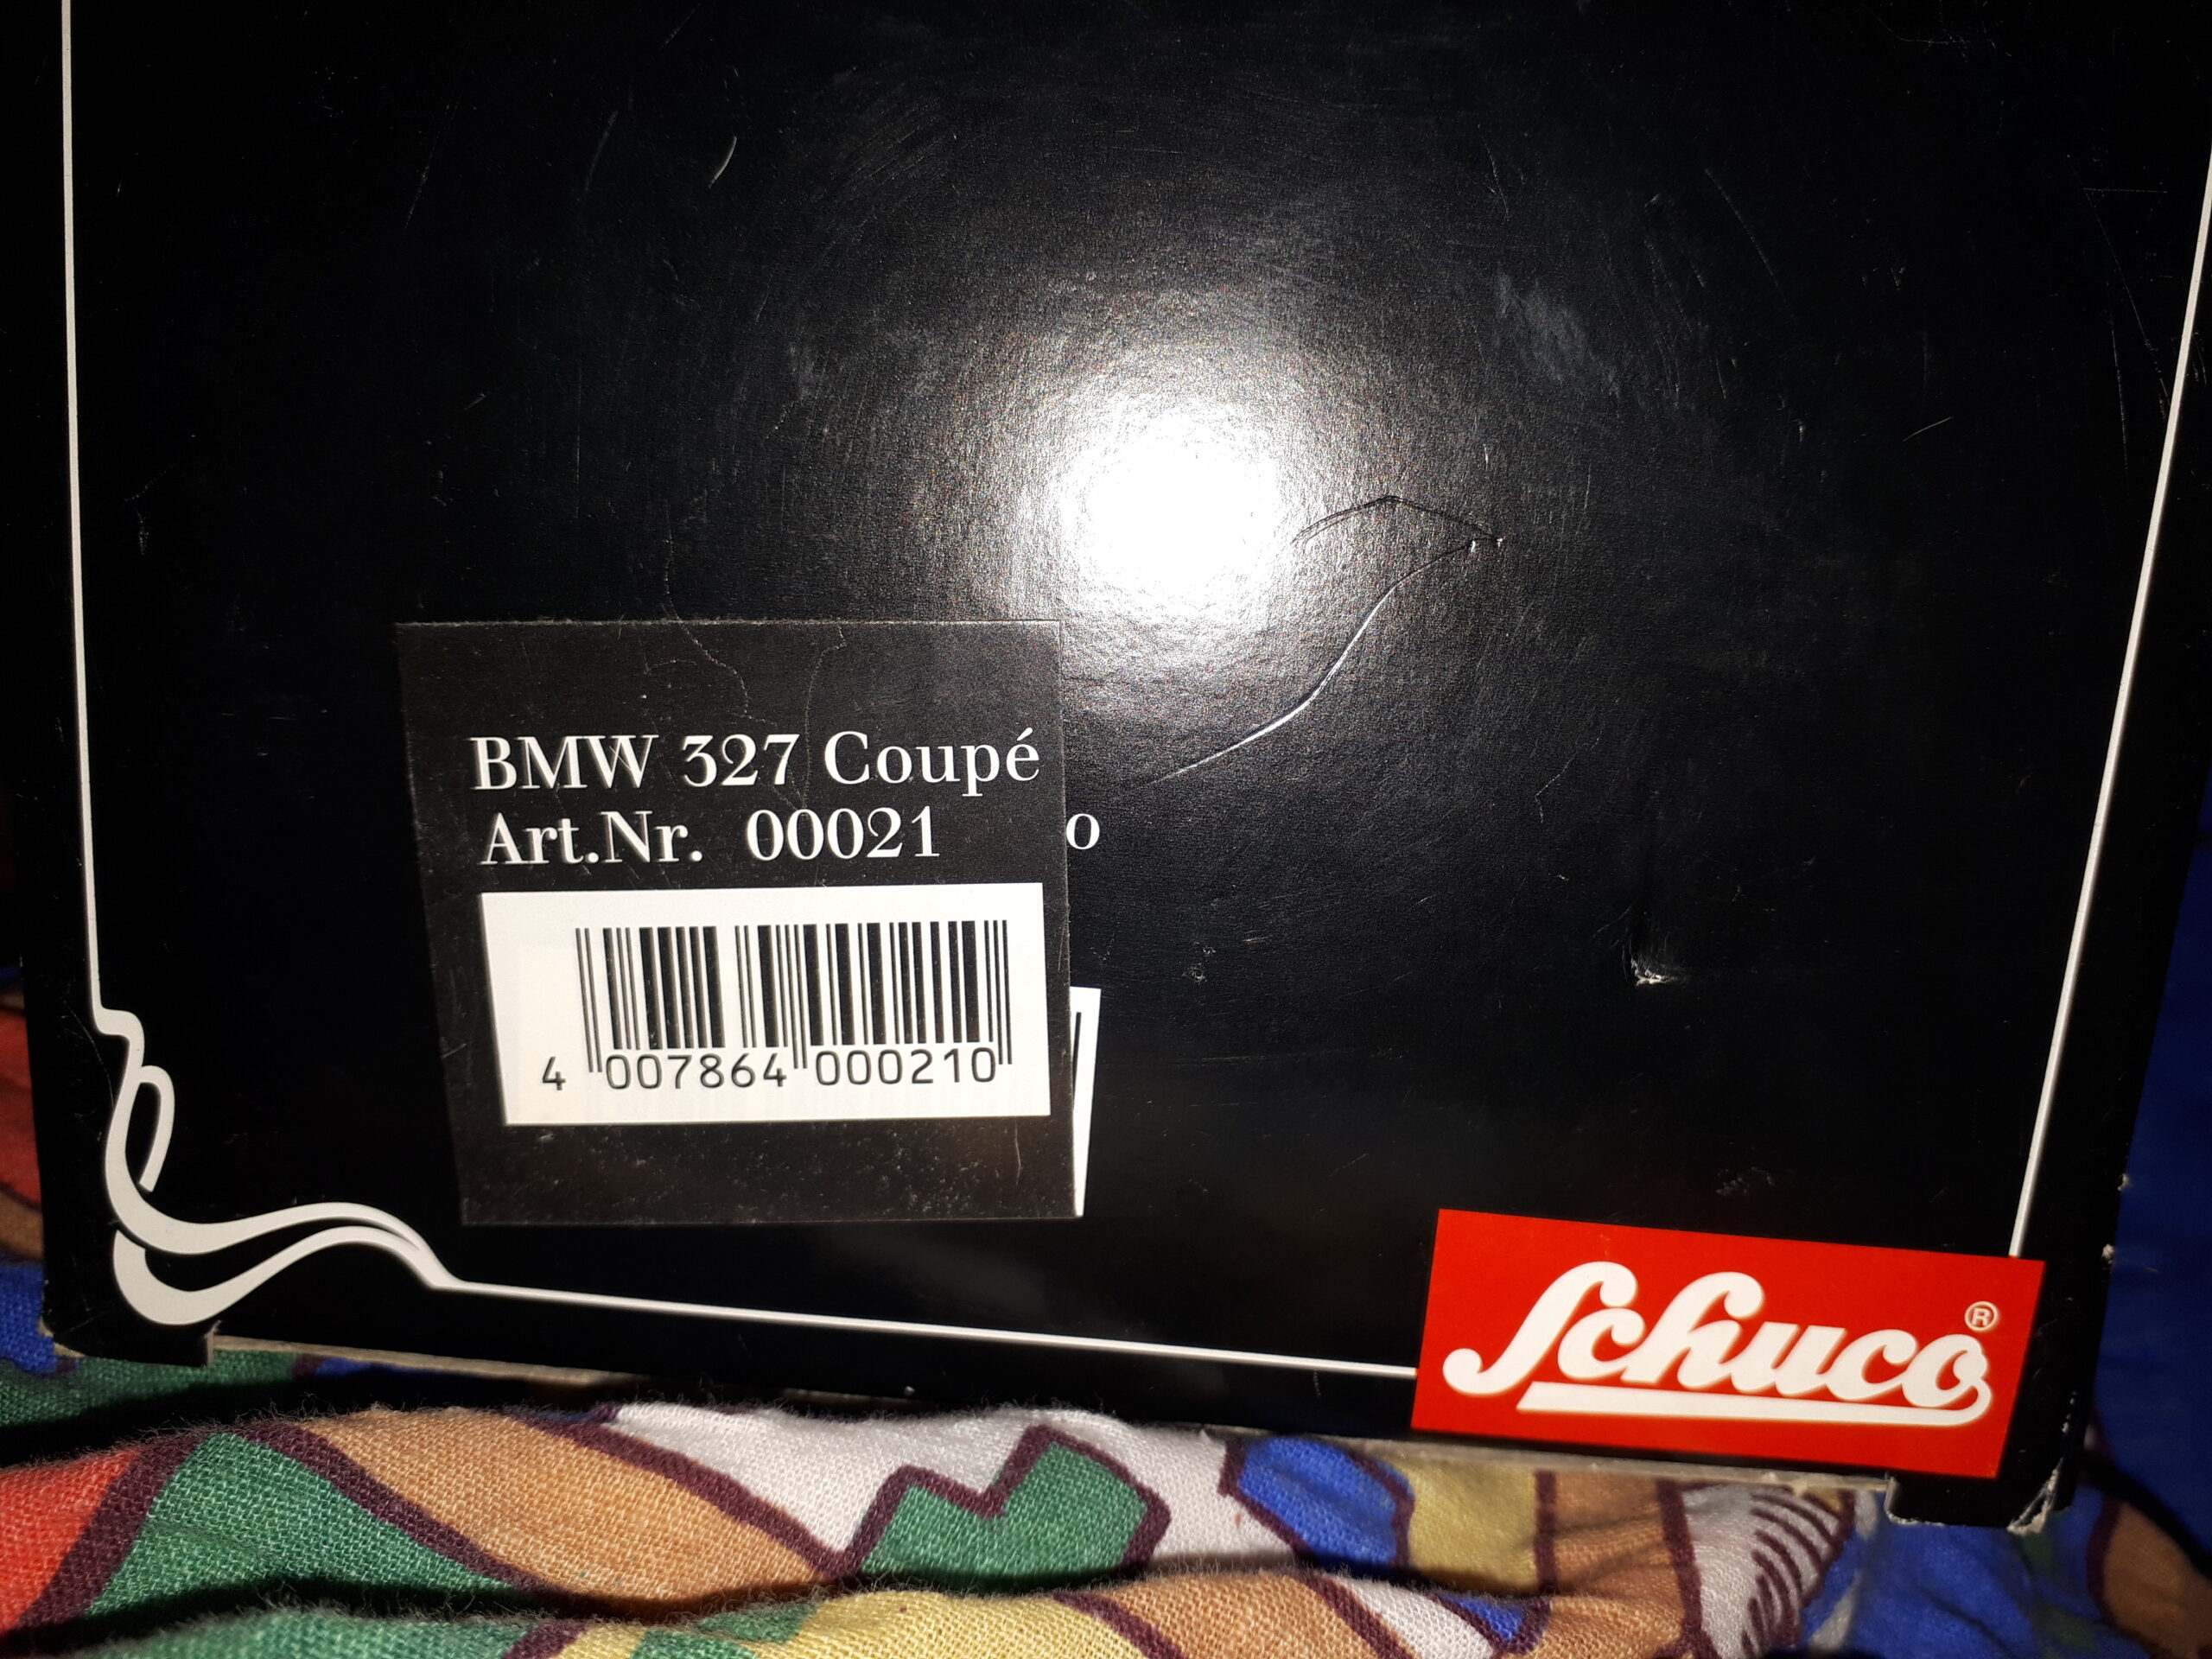 BMW 327 Coupé
Art.Nr. 00021
o
4 007864 000210
Schuco®